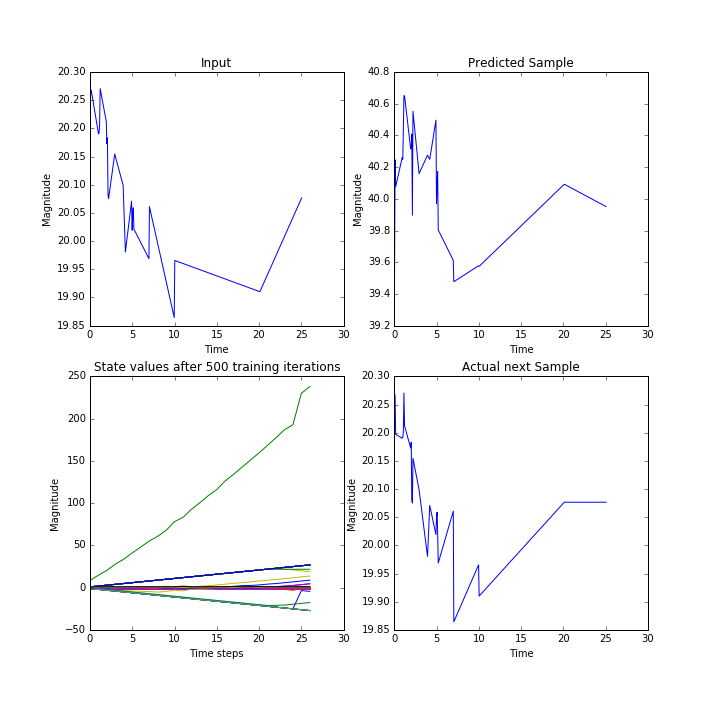 Input
Predicted Sample
20.30
20.25
20.20
20.15
20.10
20.05
20.00
19.95
19.90
19.85
Magnitude
0 5 10 15 20 25 30
Time
40.8
40.6
40.4
40.2
40.0
39.8
39.6
39.4
39.2
Magnitude
0 5 10 15 20 25 30
Time
State values after 500 training iterations
Actual next Sample
250
200
150
100
50
0
−50
Magnitude
0 5 10 15 20 25 30
Time steps
20.30
20.25
20.20
20.15
20.10
20.05
20.00
19.95
19.90
19.85
Magnitude
0 5 10 15 20 25 30
Time